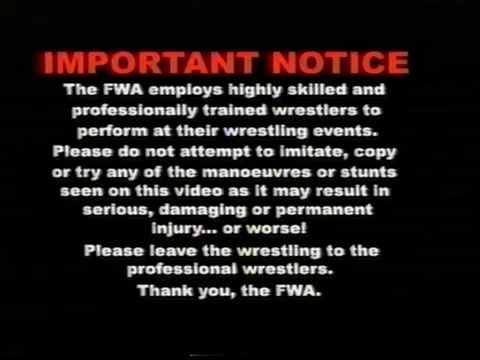 IMPORTANT NOTICE
The FWA employs highly skilled and
professionally trained wrestlers to
perform at their wrestling events.
Please do not attempt to imitate, copy
or try any of the manoeuvres or stunts
seen on this video as it may result in
serious, damaging or permanent
injury... or worse!
Please leave the wrestling to the
professional wrestlers.
Thank you, the FWA.